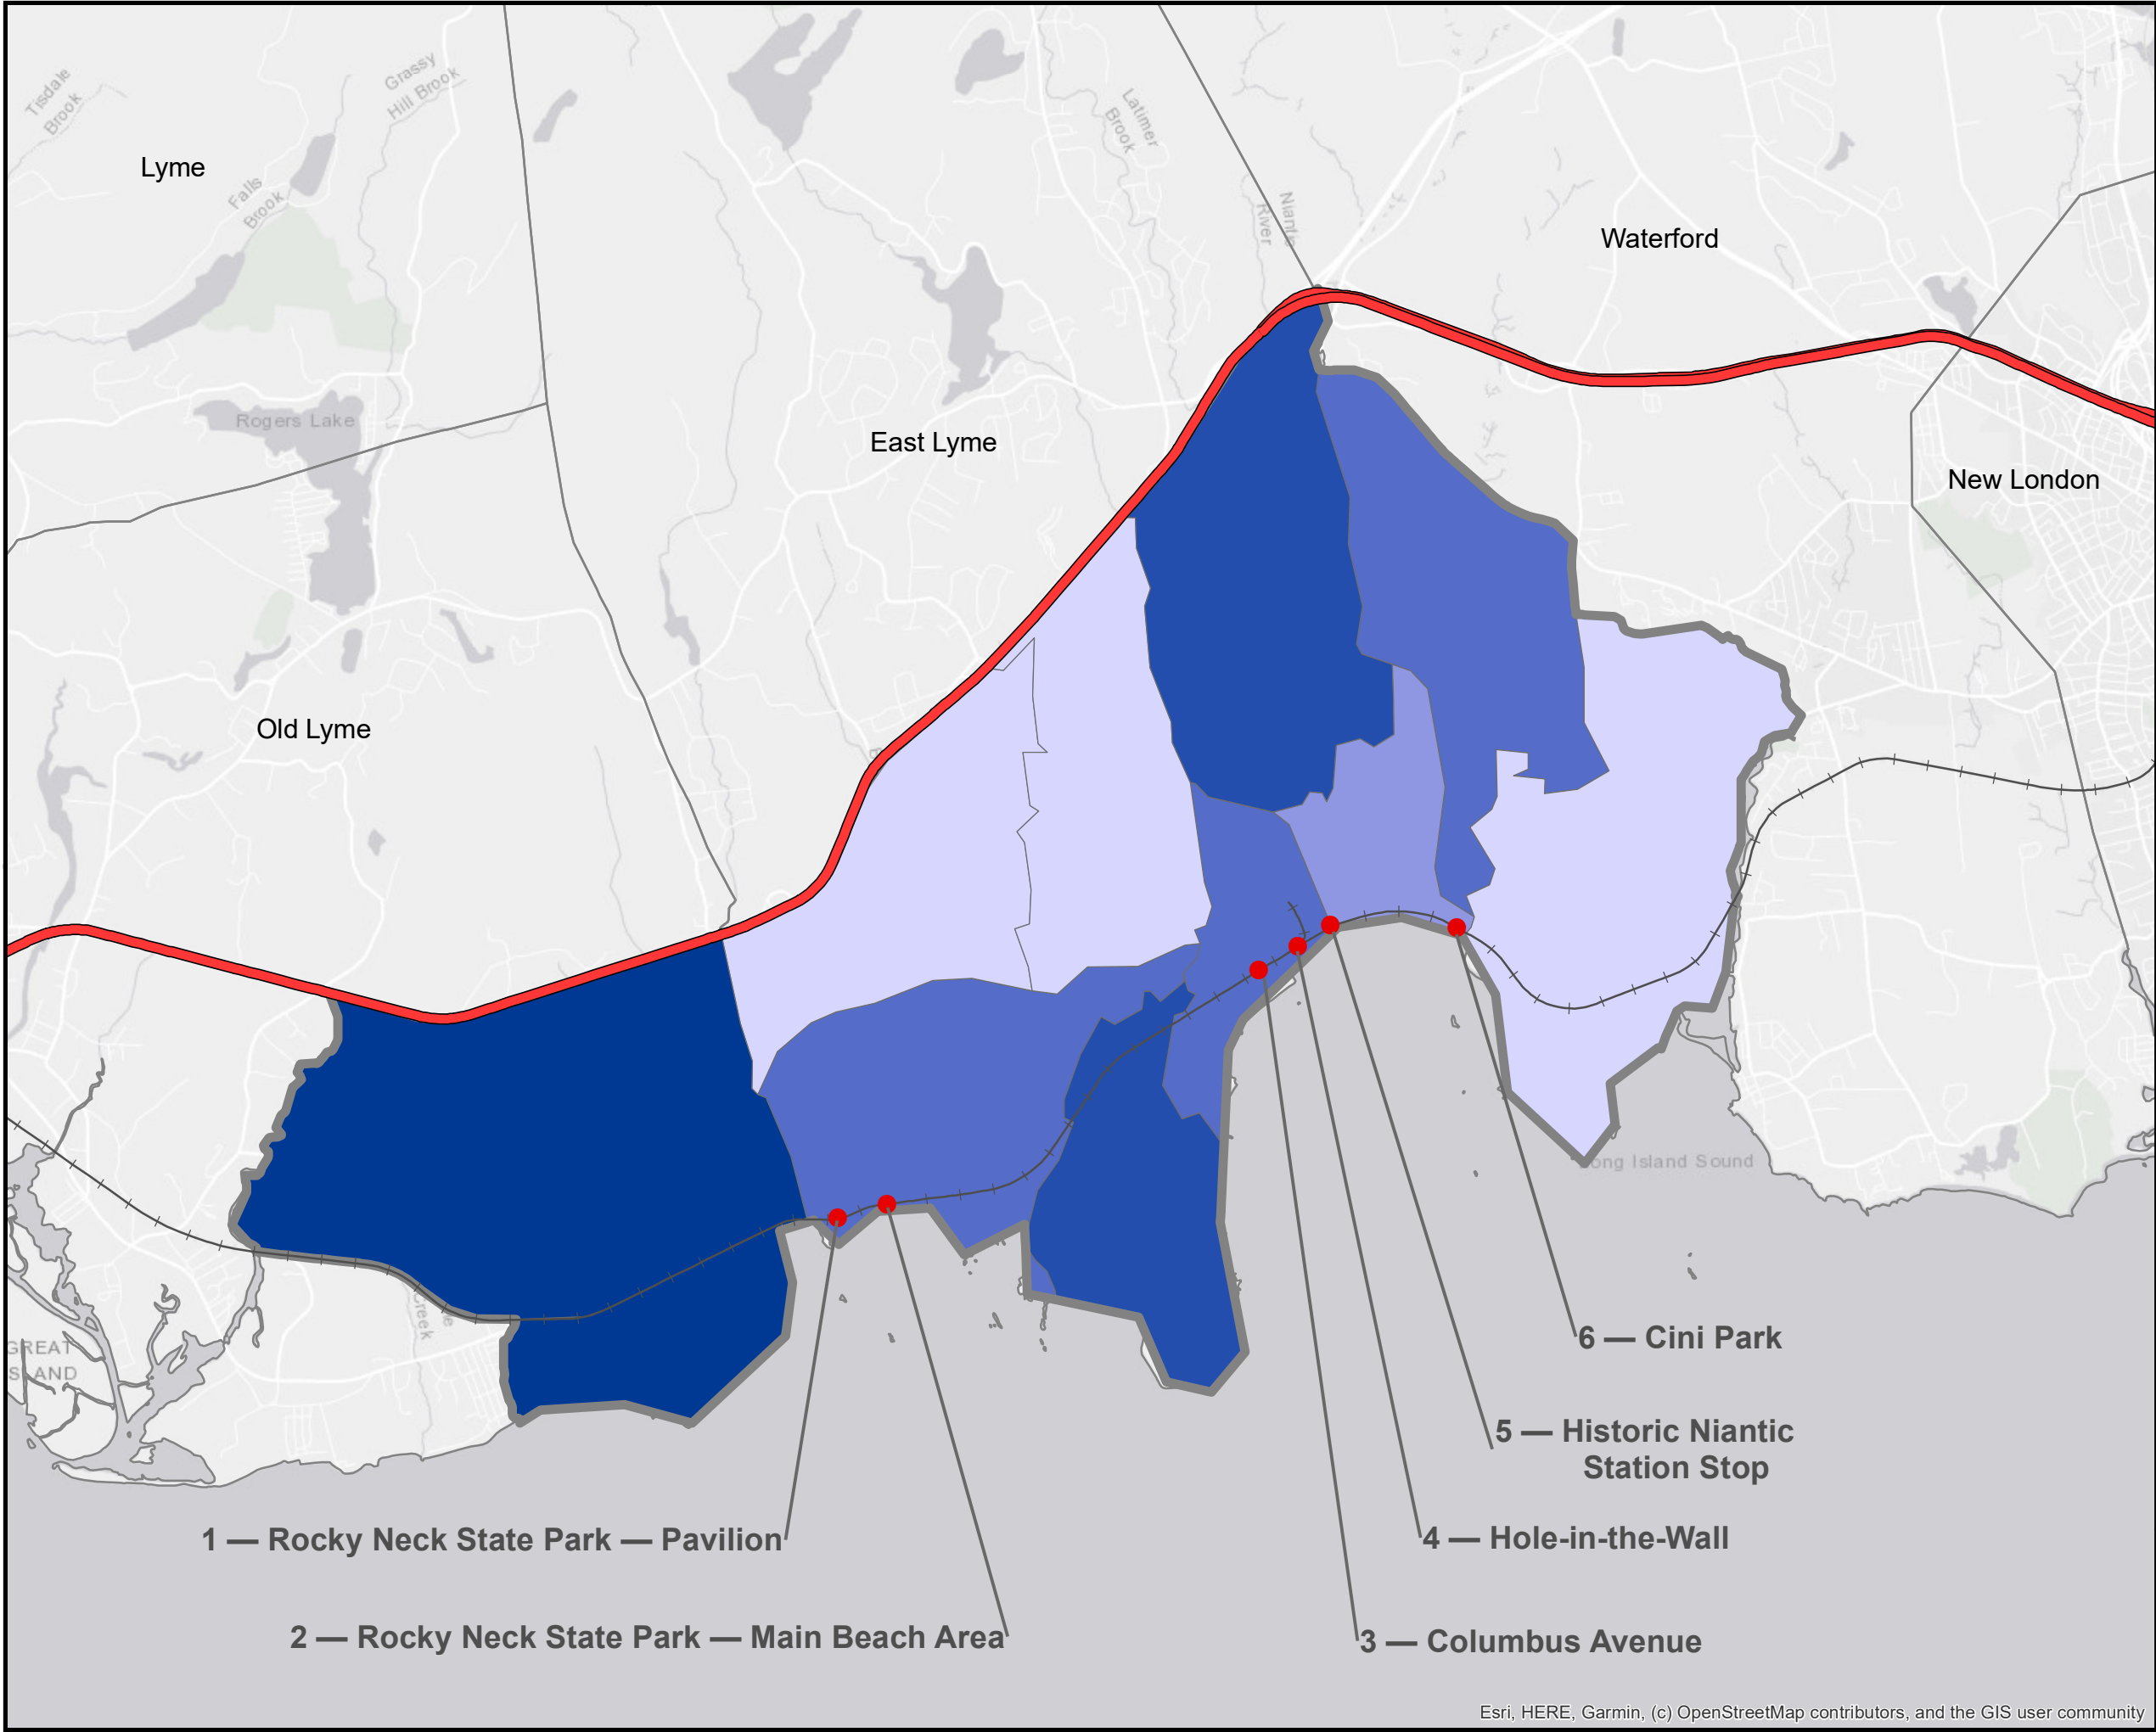 Tisdale
Brook
Grassy
Hill Brook
Latimer
Brook
Lyme
Falls
Brook
Niantic
River
Waterford
Rogers Lake
East Lyme
New London
Old Lyme
Long Island Sound
Creek
GREAT
ISLAND
6 — Cini Park
5 — Historic Niantic
Station Stop
1 — Rocky Neck State Park — Pavilion
4 — Hole-in-the-Wall
2 — Rocky Neck State Park — Main Beach Area
3 — Columbus Avenue
Esri, HERE, Garmin, (c) OpenStreetMap contributors, and the GIS user community